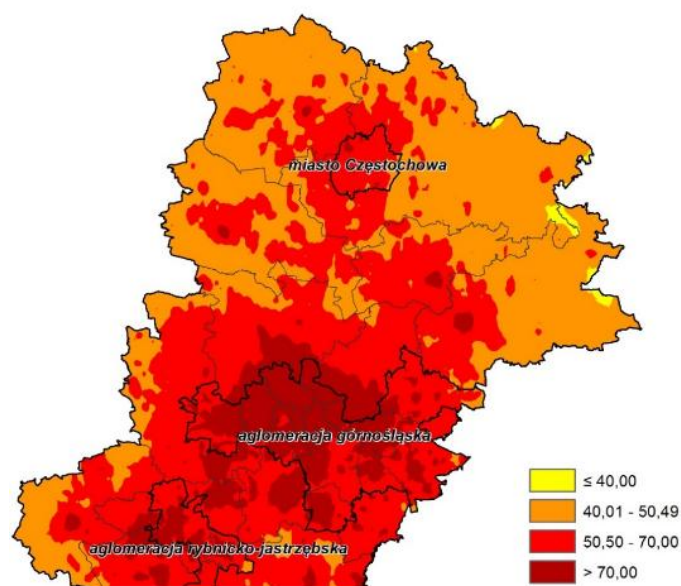 miasto Częstochowa
aglomeracja górnośląska
aglomeracja rybnicko-jastrzębska
≤ 40,00
40,01 - 50,49
50,50 - 70,00
> 70,00